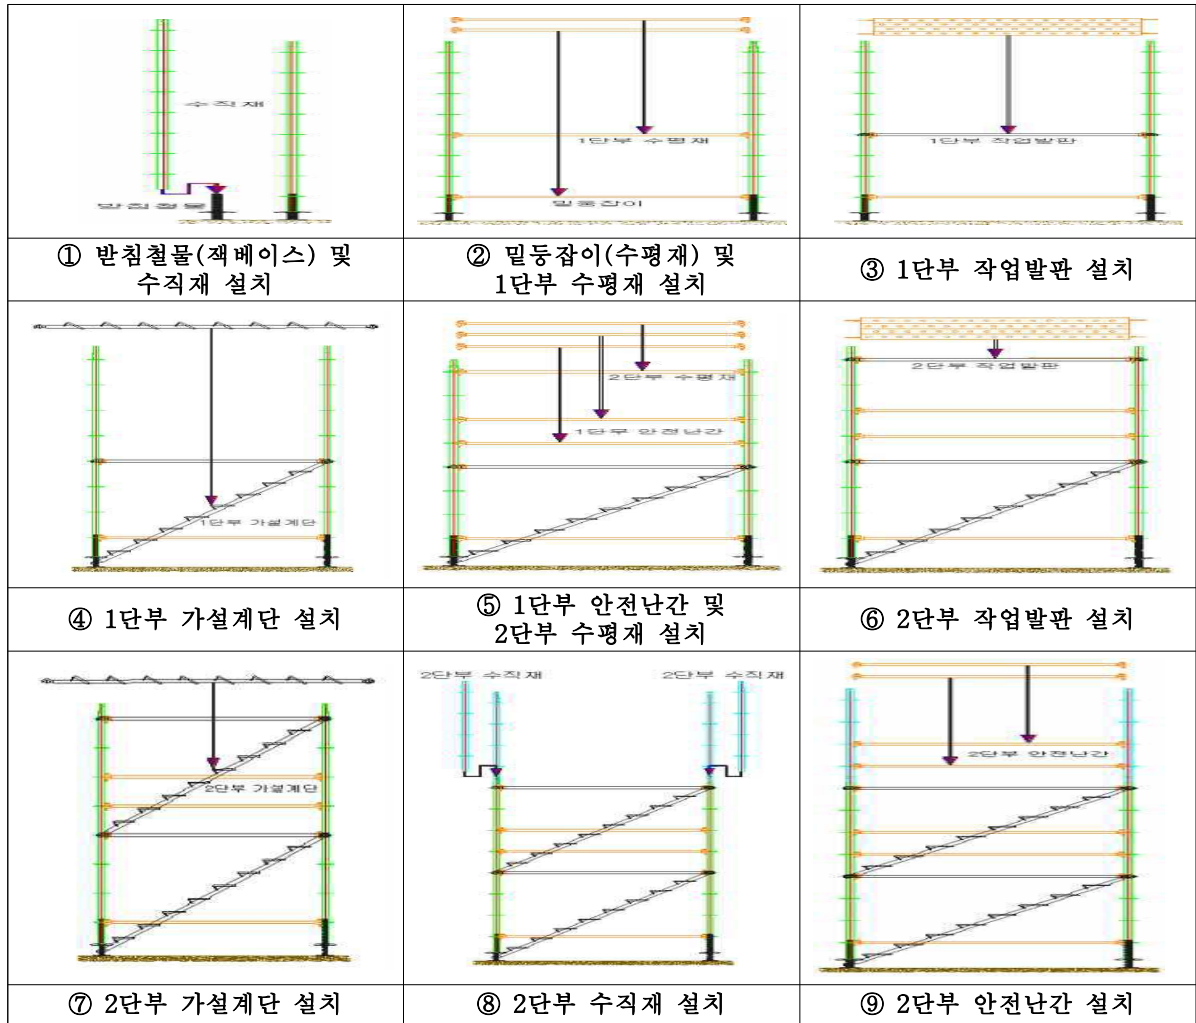 수직재
받침철물
1단부 수평재
밑둥잡이
1단부 작업발판
① 받침철물(잭베이스) 및
수직재 설치
② 밑둥잡이(수평재) 및
1단부 수평재 설치
③ 1단부 작업발판 설치
1단부 가설계단
2단부 수평재
1단부 안전난간
2단부 작업발판
④ 1단부 가설계단 설치
⑤ 1단부 안전난간 및
2단부 수평재 설치
⑥ 2단부 작업발판 설치
2단부 가설계단
2단부 수직재
2단부 수직재
2단부 안전난간
⑦ 2단부 가설계단 설치
⑧ 2단부 수직재 설치
⑨ 2단부 안전난간 설치